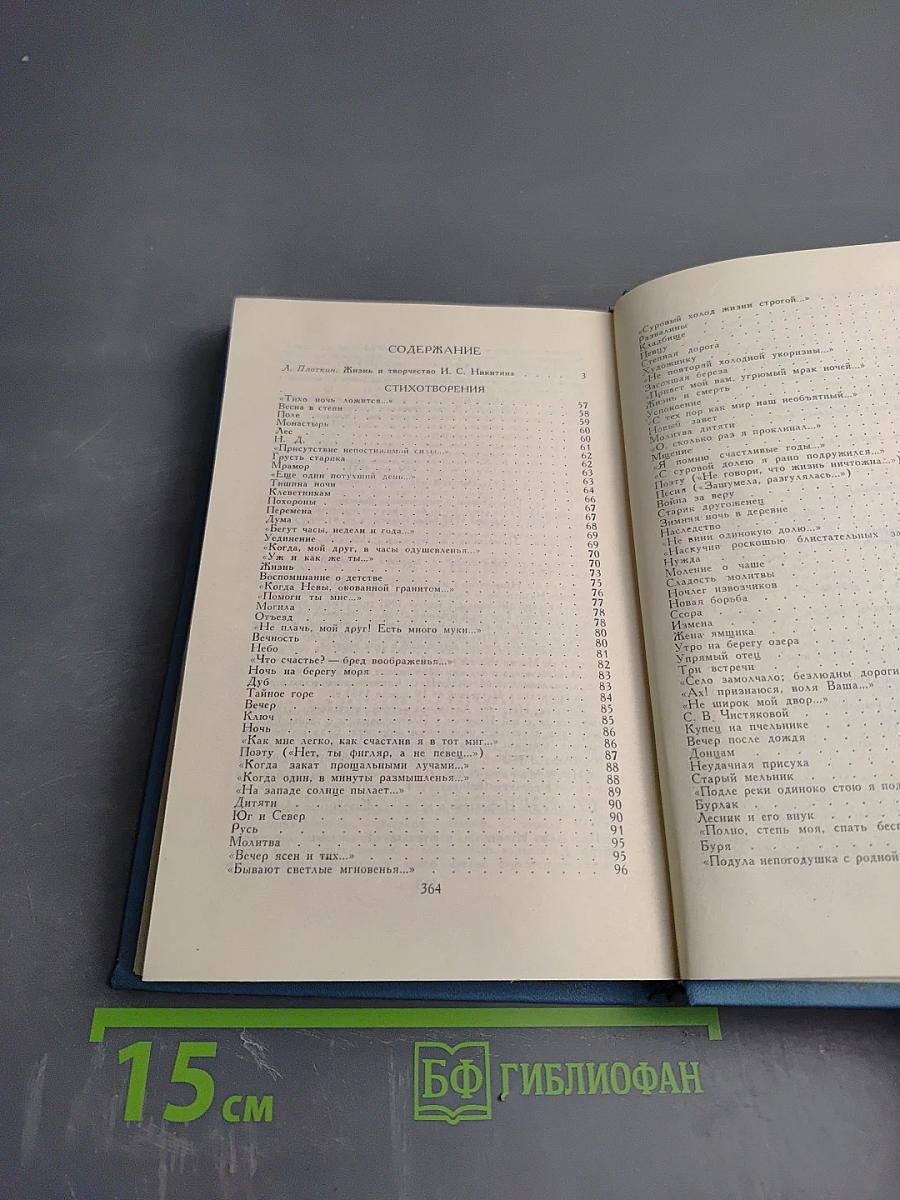 СОДЕРЖАНИЕ
А. Плоткин. Жизнь и творчество И. С. Никитина . . . 3
СТИХОТВОРЕНИЯ
«Тихо ночь ложится...» 57
Весна в степи 58
Поле 59
Монастырь 60
Лес 60
Н. Д. 61
«Присутствие непостижимой силы...» 62
Грусть старика 62
Мрамор 63
«Еще один потухший день...» 63
Тишина ночи 64
Клеветникам 66
Похороны 67
Перемена 67
Дума 68
«Бегут часы, недели и года...» 69
Уединение 69
«Когда, мой друг, в часы одушевленья...» 70
«Уж и как же ты...» 70
Жизнь 73
Воспоминание о детстве 75
«Когда Невы, окованной гранитом...» 76
«Помоги ты мне...» 77
Могила 78
Отъезд 78
«Не плачь, мой друг! Есть много муки...» 80
Вечность 80
Небо 81
«Что счастье? — бред воображенья...» 82
Ночь на берегу моря 83
Дуб 83
Тайное горе 84
Вечер 85
Ключ 85
Ночь 86
«Как мне легко, как счастлив я в тот миг...» 86
Поэту («Нет, ты фигляр, а не певец...») 87
«Когда закат прощальными лучами...» 88
«Когда один, в минуты размышленья...» 88
«На западе солнце пылает...» 89
Дитяти 90
Юг и Север 90
Русь 91
Молитва 95
«Вечер ясен и тих...» 95
«Бывают светлые мгновенья...» 96
364
«Суровый холод жизни строгой...»
Развалины
Кладбище
Певцу
Степная дорога
Художнику
«Не повторяй холодной укоризны...»
Засохшая береза
«Привет мой вам, угрюмый мрак ночей...»
Жизнь и смерть
Успокоение
«С тех пор как мир наш необъятный...»
Новый завет
Молитва дитяти
«О, сколько раз я проклинал...»
Мщение
«Я помню счастливые годы...»
«С суровой долею я рано подружился...»
Поэту («Не говори, что жизнь ничтожна...»)
Песня («Зашумела, разгулялась...»)
Война за веру
Старик другоженец
Зимняя ночь в деревне
Наследство
«Не вини одинокую долю...»
«Наскучив роскошью блистательных за
Нужда
Моление о чаше
Сладость молитвы
Ночлег извозчиков
Новая борьба
Ссора
Измена
Жена ямщика
Утро на берегу озера
Упрямый отец
Три встречи
«Село замолчало; безлюдны дороги
«Ах! признаюся, воля Ваша...»
«Не широк мой двор...»
С. В. Чистяковой
Купец на пчельнике
Вечер после дождя
Донцам
Неудачная присуха
Старый мельник
«Подле реки одиноко стою я под
Бурлак
Лесник и его внук
«Полно, степь моя, спать бесп
Буря
«Подула непогодушка с родной
15 см
БФ ГИБЛИОФАН